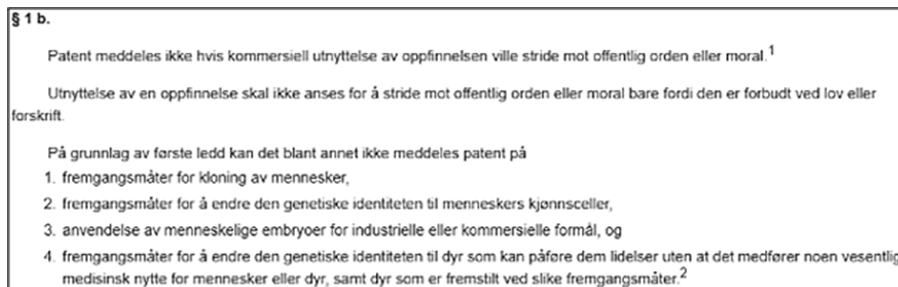 § 1 b.
Patent meddeles ikke hvis kommersiell utnyttelse av oppfinnelsen ville stride mot offentlig orden eller moral.1
Utnyttelse av en oppfinnelse skal ikke anses for å stride mot offentlig orden eller moral bare fordi den er forbudt ved lov eller
forskrift.
På grunnlag av første ledd kan det blant annet ikke meddeles patent på
1. fremgangsmåter for kloning av mennesker,
2. fremgangsmåter for å endre den genetiske identiteten til menneskers kjønnsceller,
3. anvendelse av menneskelige embryoer for industrielle eller kommersielle formål, og
4. fremgangsmåter for å endre den genetiske identiteten til dyr som kan påføre dem lidelser uten at det medfører noen vesentlig
medisinsk nytte for mennesker eller dyr, samt dyr som er fremstilt ved slike fremgangsmåter.2